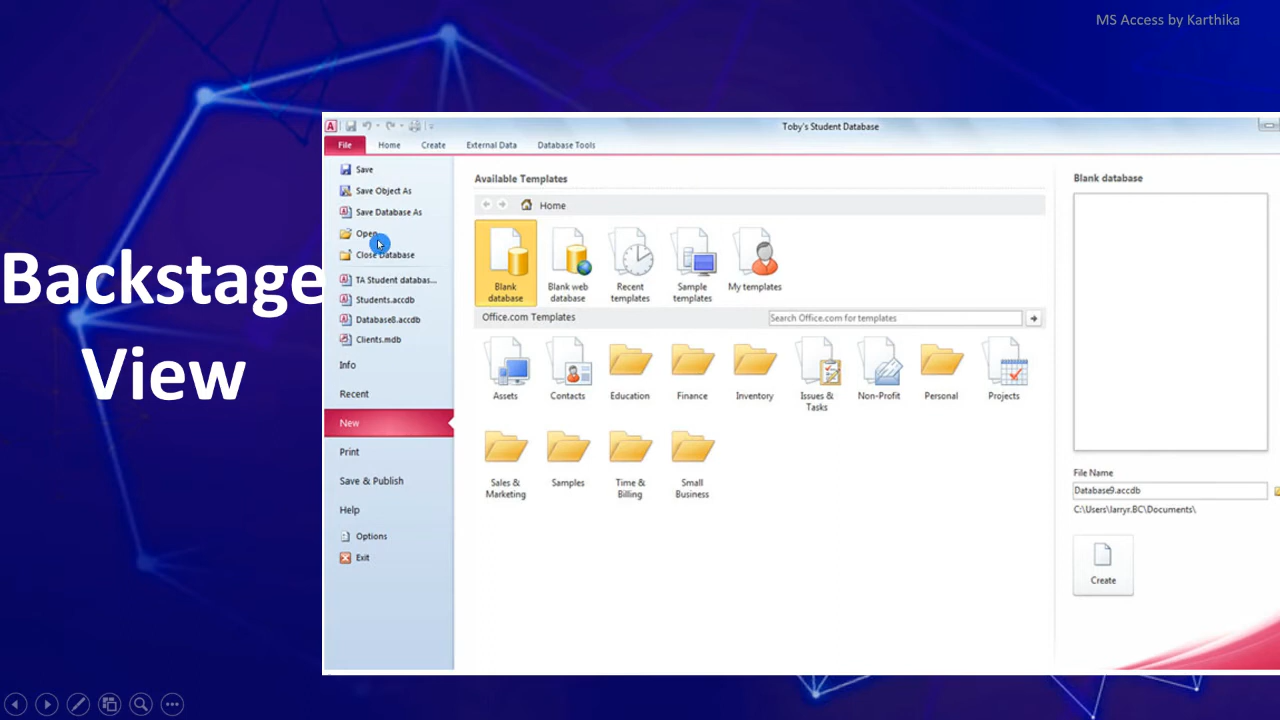 MS Access by Karthika
Backstage
View
Toby's Student Database
File Home Create External Data Database Tools
Save
Save Object As
Save Database As
Open
Close Database
TA Student databas...
Students.accdb
Database8.accdb
Clients.mdb
Info
Recent
New
Print
Save & Publish
Help
Options
Exit
Available Templates
Home
Blank
database
Blank web
database
Recent
templates
Sample
templates
My templates
Office.com Templates
Search Office.com for templates
Assets
Contacts
Education
Finance
Inventory
Issues &
Tasks
Non-Profit
Personal
Projects
Sales &
Marketing
Samples
Time &
Billing
Small
Business
Blank database
File Name
Database9.accdb
C:\Users\larryr.BC\Documents\
Create